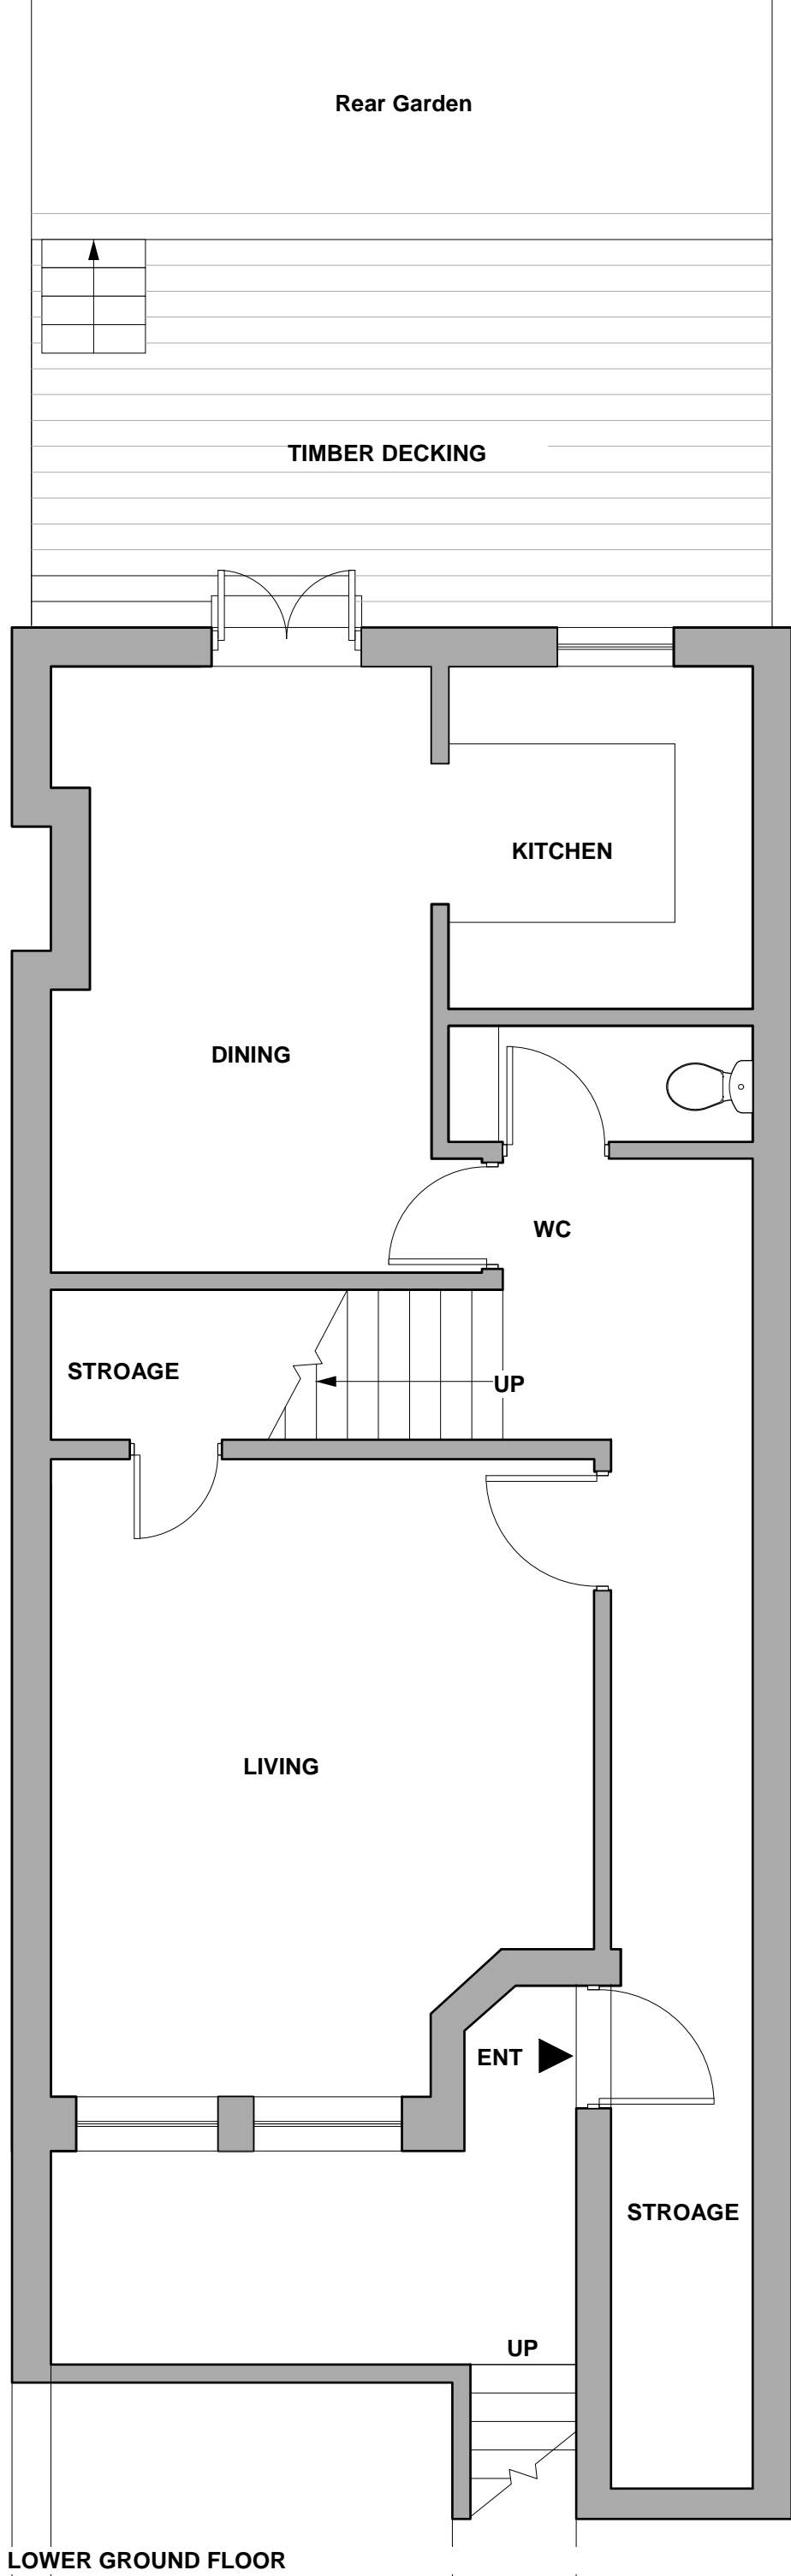 Rear Garden
TIMBER DECKING
KITCHEN
DINING
WC
STROAGE
UP
LIVING
ENT
STROAGE
UP
LOWER GROUND FLOOR